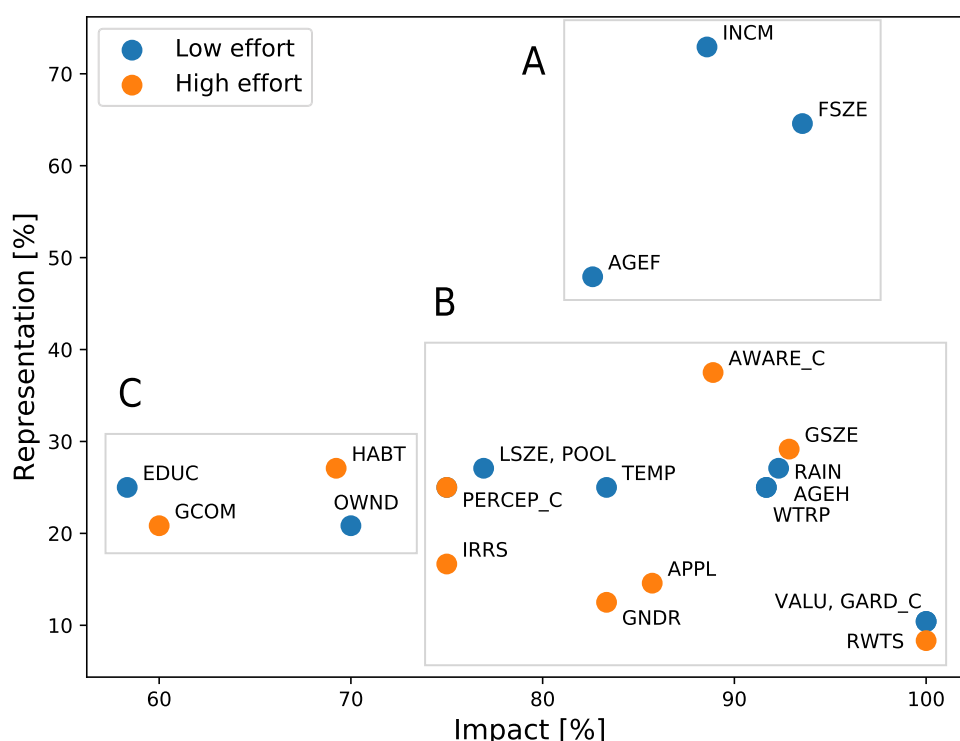 Low effort
High effort
A
INCM
FSZE
AGEF
B
AWARE_C
C
GSZE
HABT
LSZE, POOL
EDUC
TEMP
RAIN
AGEH
PERCEP_C
OWND
GCOM
WTRP
IRRS
APPL
GNDR
VALU, GARD_C
RWTS
Representation [%]
70
60
50
40
30
20
10
60
70
80
90
100
Impact [%]